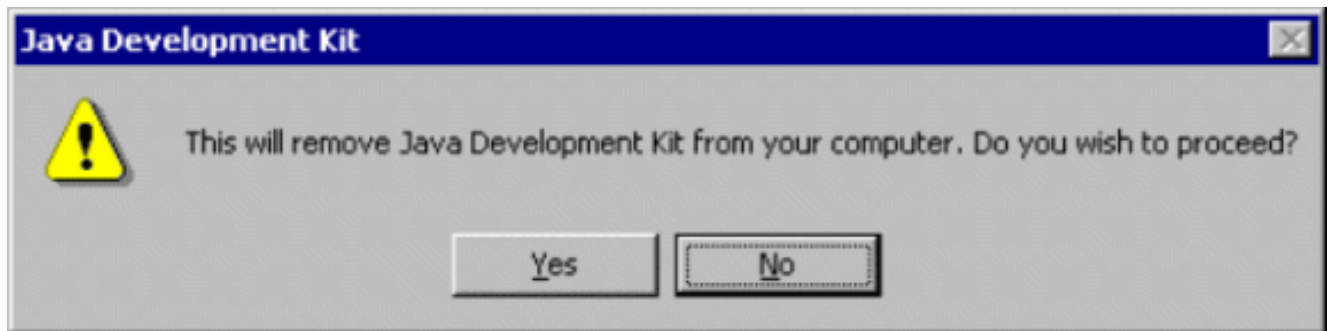 Java Development Kit
This will remove Java Development Kit from your computer. Do you wish to proceed?
Yes
No